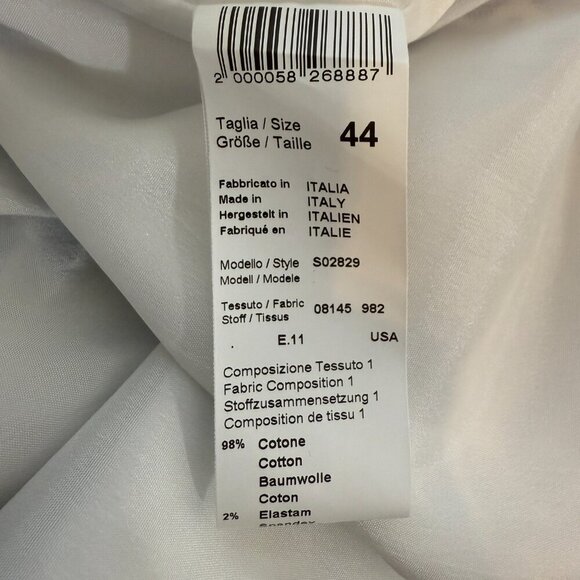 2 000058 268887
Taglia / Size
Größe / Taille 44
Fabbricato in ITALIA
Made in ITALY
Hergestelt in ITALIEN
Fabriqué en ITALIE
Modello / Style S02829
Modell / Modele
Tessuto / Fabric 08145 982
Stoff / Tissus
. E.11 USA
Composizione Tessuto 1
Fabric Composition 1
Stoffzusammensetzung 1
Composition de tissu 1
98% Cotone
Cotton
Baumwolle
Coton
2% Elastam